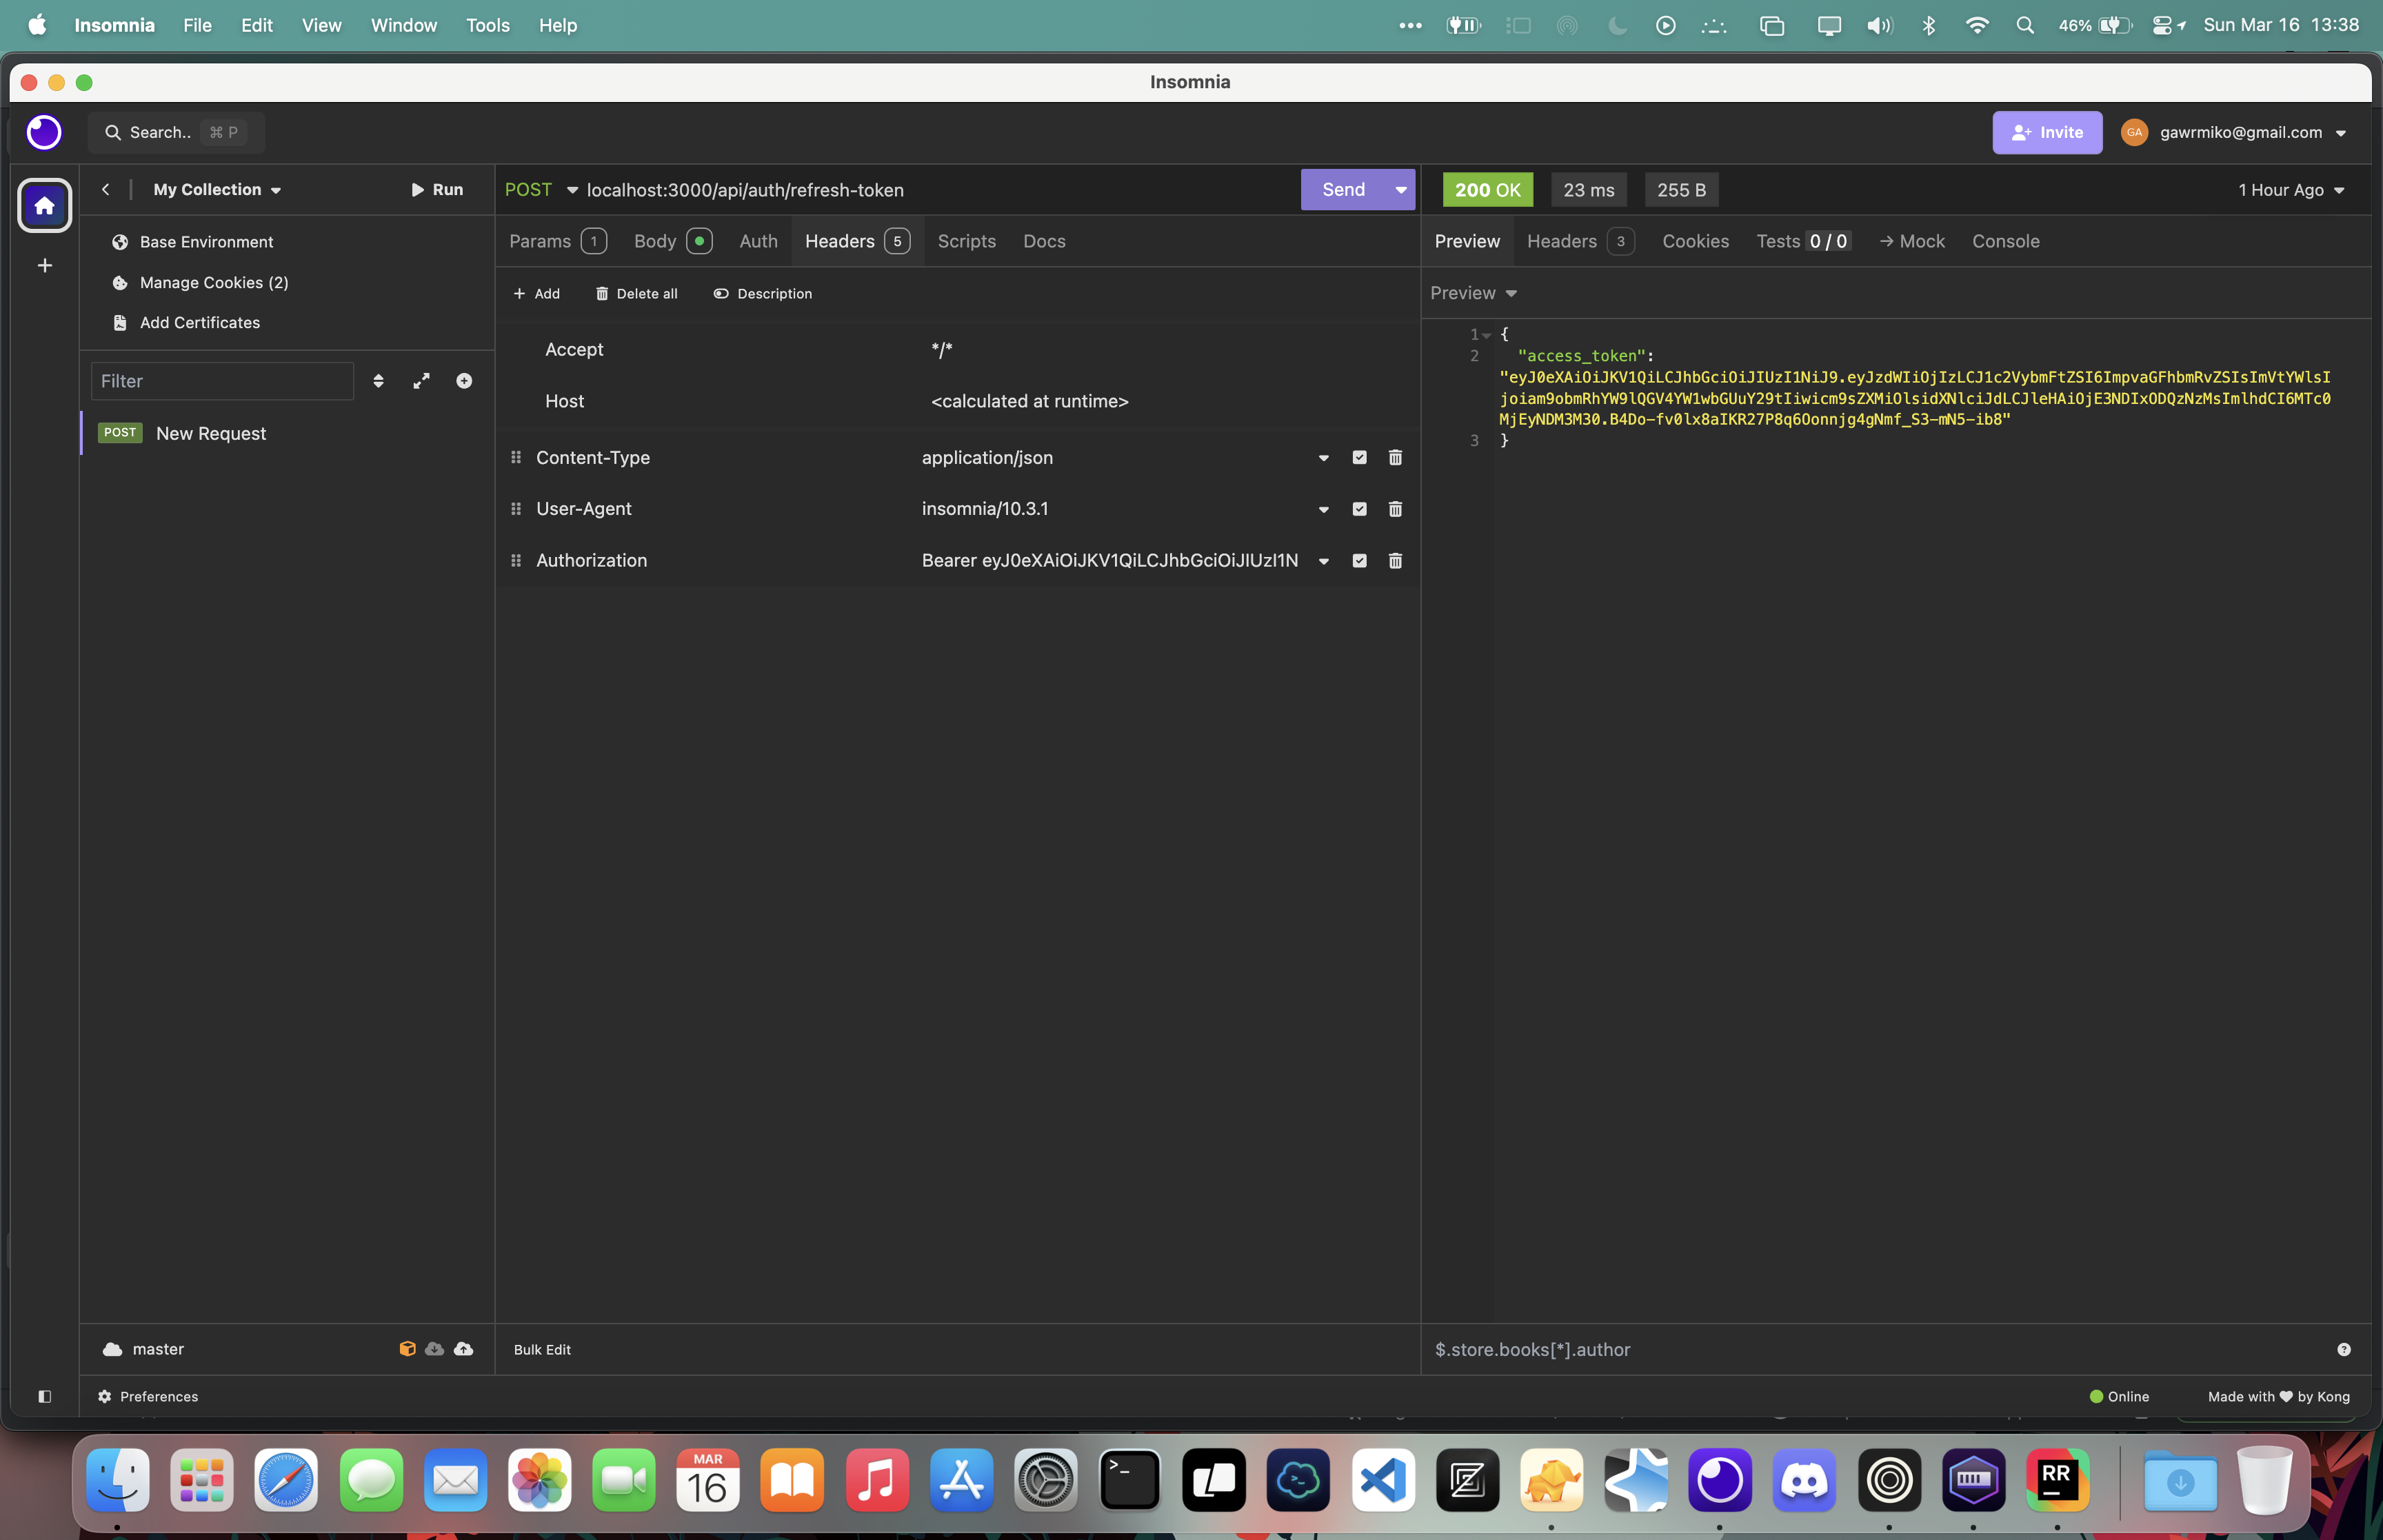 Insomnia File Edit View Window Tools Help
46% Sun Mar 16 13:38
Insomnia
Search.. ⌘ P
Invite GA gawrmiko@gmail.com
My Collection Run
POST localhost:3000/api/auth/refresh-token Send
200 OK 23 ms 255 B 1 Hour Ago
Base Environment
Manage Cookies (2)
Add Certificates
Filter
POST New Request
Params 1 Body Auth Headers 5 Scripts Docs
+ Add Delete all Description
Accept */*
Host <calculated at runtime>
Content-Type application/json
User-Agent insomnia/10.3.1
Authorization Bearer eyJ0eXAiOiJKV1QiLCJhbGciOiJIUzI1N
Preview Headers 3 Cookies Tests 0 / 0 → Mock Console
Preview
1 {
2 "access_token":
"eyJ0eXAiOiJKV1QiLCJhbGciOiJIUzI1NiJ9.eyJzdWIiOjIzLCJ1c2VybmFtZSI6ImpvaGFhbmRvZSIsImVtYWlsI
joiam9obmRhYW9lQGV4YW1wbGUuY29tIiwicm9sZXMiOlsidXNlciJdLCJleHAiOjE3NDIxODQzNzMsImlhdCI6MTc0
MjEyNDM3M30.B4Do-fv0lx8aIKR27P8q6Oonnjg4gNmf_S3-mN5-ib8"
3 }
master
Bulk Edit
$.store.books[*].author
Preferences
Online Made with ♥ by Kong
MAR
16
>_
RR